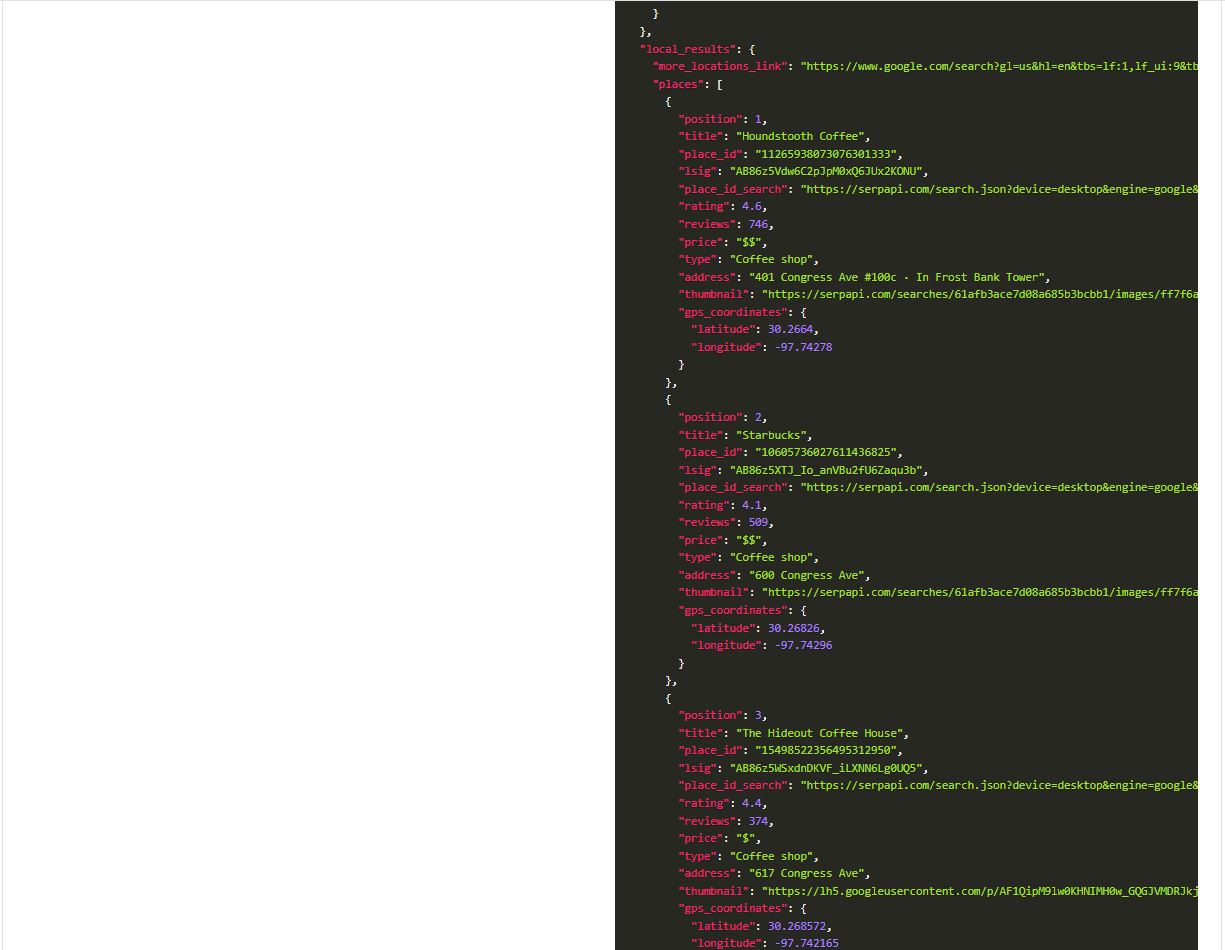 }
},
"local_results": {
"more_locations_link": "https://www.google.com/search?gl=us&hl=en&tbs=lf:1,lf_ui:9&tb
"places": [
{
"position": 1,
"title": "Houndstooth Coffee",
"place_id": "11265938073076301333",
"lsig": "AB86z5Vdw6C2pJpM0xQ6JUx2KONU",
"place_id_search": "https://serpapi.com/search.json?device=desktop&engine=google&
"rating": 4.6,
"reviews": 746,
"price": "$$",
"type": "Coffee shop",
"address": "401 Congress Ave #100c · In Frost Bank Tower",
"thumbnail": "https://serpapi.com/searches/61afb3ace7d08a685b3bcbb1/images/ff7f6a
"gps_coordinates": {
"latitude": 30.2664,
"longitude": -97.74278
}
},
{
"position": 2,
"title": "Starbucks",
"place_id": "10605736027611436825",
"lsig": "AB86z5XTJ_Io_anVBu2fU6Zaqu3b",
"place_id_search": "https://serpapi.com/search.json?device=desktop&engine=google&
"rating": 4.1,
"reviews": 509,
"price": "$$",
"type": "Coffee shop",
"address": "600 Congress Ave",
"thumbnail": "https://serpapi.com/searches/61afb3ace7d08a685b3bcbb1/images/ff7f6a
"gps_coordinates": {
"latitude": 30.26826,
"longitude": -97.74296
}
},
{
"position": 3,
"title": "The Hideout Coffee House",
"place_id": "15498522356495312950",
"lsig": "AB86z5WSxdnDKVF_iLXNN6Lg0UQ5",
"place_id_search": "https://serpapi.com/search.json?device=desktop&engine=google&
"rating": 4.4,
"reviews": 374,
"price": "$",
"type": "Coffee shop",
"address": "617 Congress Ave",
"thumbnail": "https://lh5.googleusercontent.com/p/AF1QipM9lw0KHNIMH0w_GQGJVMDRJkj
"gps_coordinates": {
"latitude": 30.268572,
"longitude": -97.742165